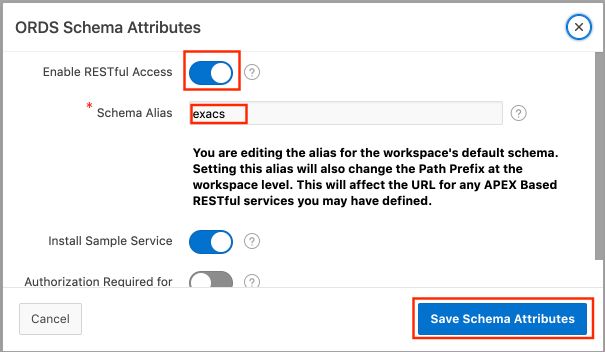 ORDS Schema Attributes
Enable RESTful Access ?
* Schema Alias exacs ?
You are editing the alias for the workspace's default schema.
Setting this alias will also change the Path Prefix at the
workspace level. This will affect the URL for any APEX Based
RESTful services you may have defined.
Install Sample Service ?
Authorization Required for ?
Cancel Save Schema Attributes